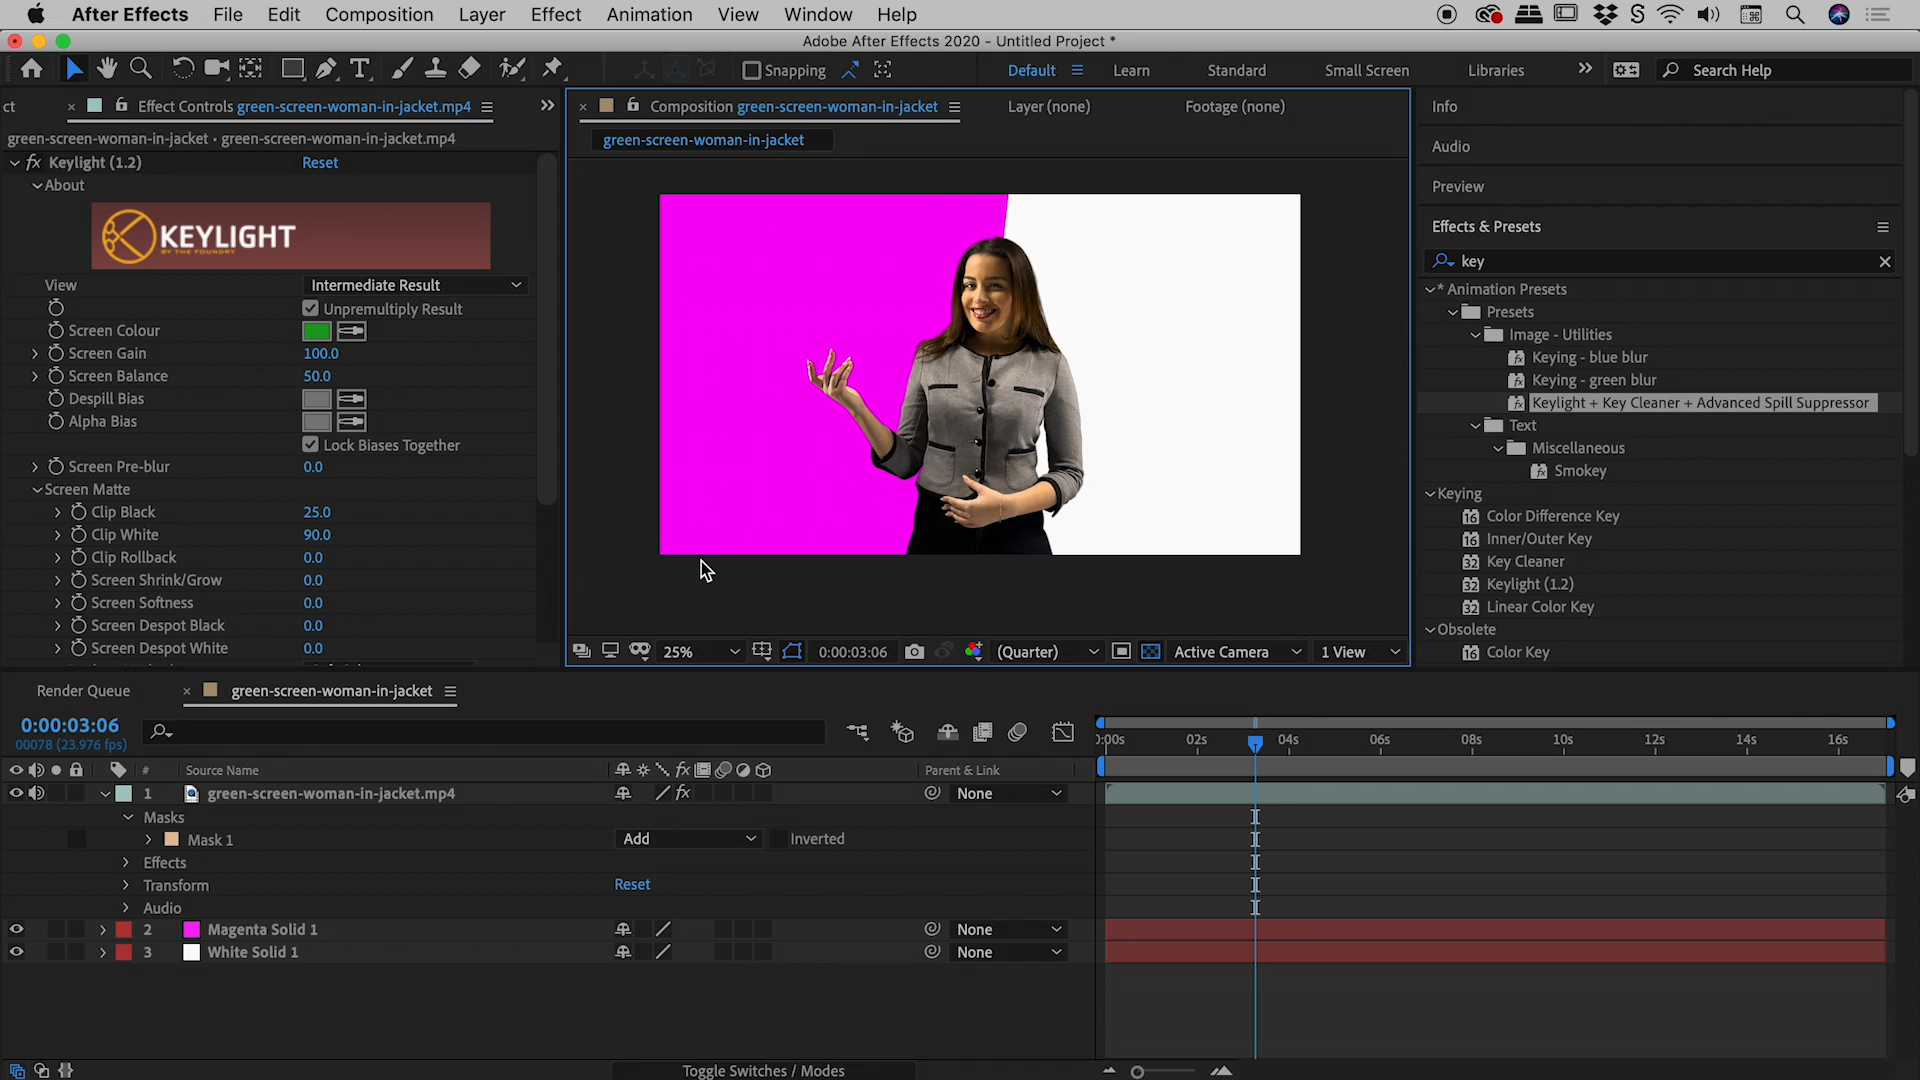 After Effects File Edit Composition Layer Effect Animation View Window Help
Adobe After Effects 2020 - Untitled Project *
Snapping Default Learn Standard Small Screen Libraries Search Help
ct × Effect Controls green-screen-woman-in-jacket.mp4
green-screen-woman-in-jacket • green-screen-woman-in-jacket.mp4
fx Keylight (1.2) Reset
About
KEYLIGHT
BY THE FOUNDRY
View Intermediate Result
Unpremultiply Result
Screen Colour
Screen Gain 100.0
Screen Balance 50.0
Despill Bias
Alpha Bias
Lock Biases Together
Screen Pre-blur 0.0
Screen Matte
Clip Black 25.0
Clip White 90.0
Clip Rollback 0.0
Screen Shrink/Grow 0.0
Screen Softness 0.0
Screen Despot Black 0.0
Screen Despot White 0.0
Composition green-screen-woman-in-jacket Layer (none) Footage (none)
green-screen-woman-in-jacket
25% 0:00:03:06 (Quarter) Active Camera 1 View
Info
Audio
Preview
Effects & Presets
key
* Animation Presets
Presets
Image - Utilities
Keying - blue blur
Keying - green blur
Keylight + Key Cleaner + Advanced Spill Suppressor
Text
Miscellaneous
Smokey
Keying
16 Color Difference Key
16 Inner/Outer Key
32 Key Cleaner
32 Keylight (1.2)
32 Linear Color Key
Obsolete
16 Color Key
Render Queue × green-screen-woman-in-jacket
0:00:03:06
00078 (23.976 fps)
0:00s 02s 04s 06s 08s 10s 12s 14s 16s
# Source Name fx Parent & Link
1 green-screen-woman-in-jacket.mp4 fx None
Masks
Mask 1 Add Inverted
Effects
Transform Reset
Audio
2 Magenta Solid 1 None
3 White Solid 1 None
Toggle Switches / Modes